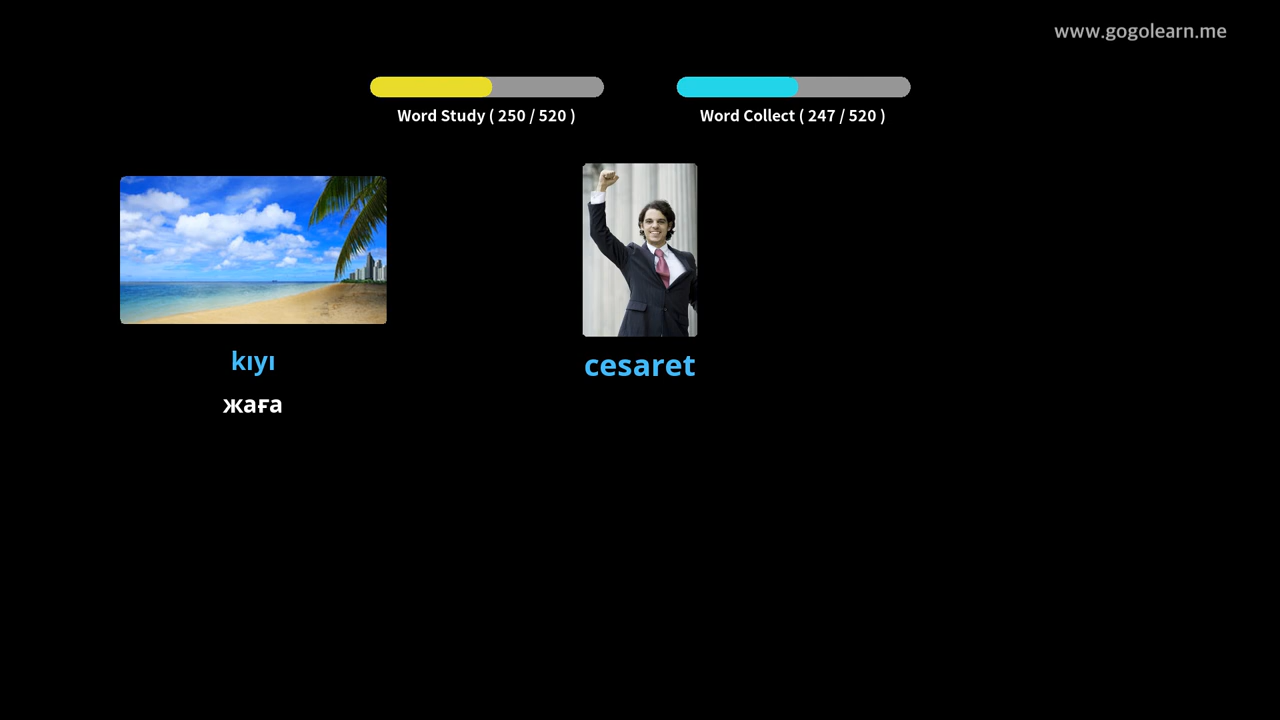 www.gogolearn.me
Word Study ( 250 / 520 )
Word Collect ( 247 / 520 )
kıyı
жаға
cesaret